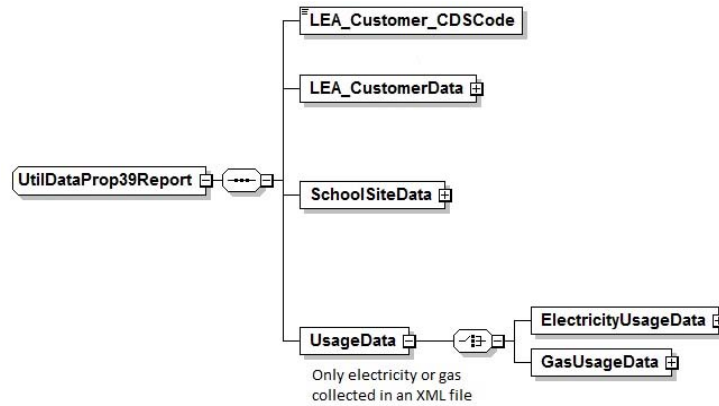 LEA_Customer_CDSCode
LEA_CustomerData
UtilDataProp39Report
SchoolSiteData
UsageData
ElectricityUsageData
GasUsageData
Only electricity or gas
collected in an XML file